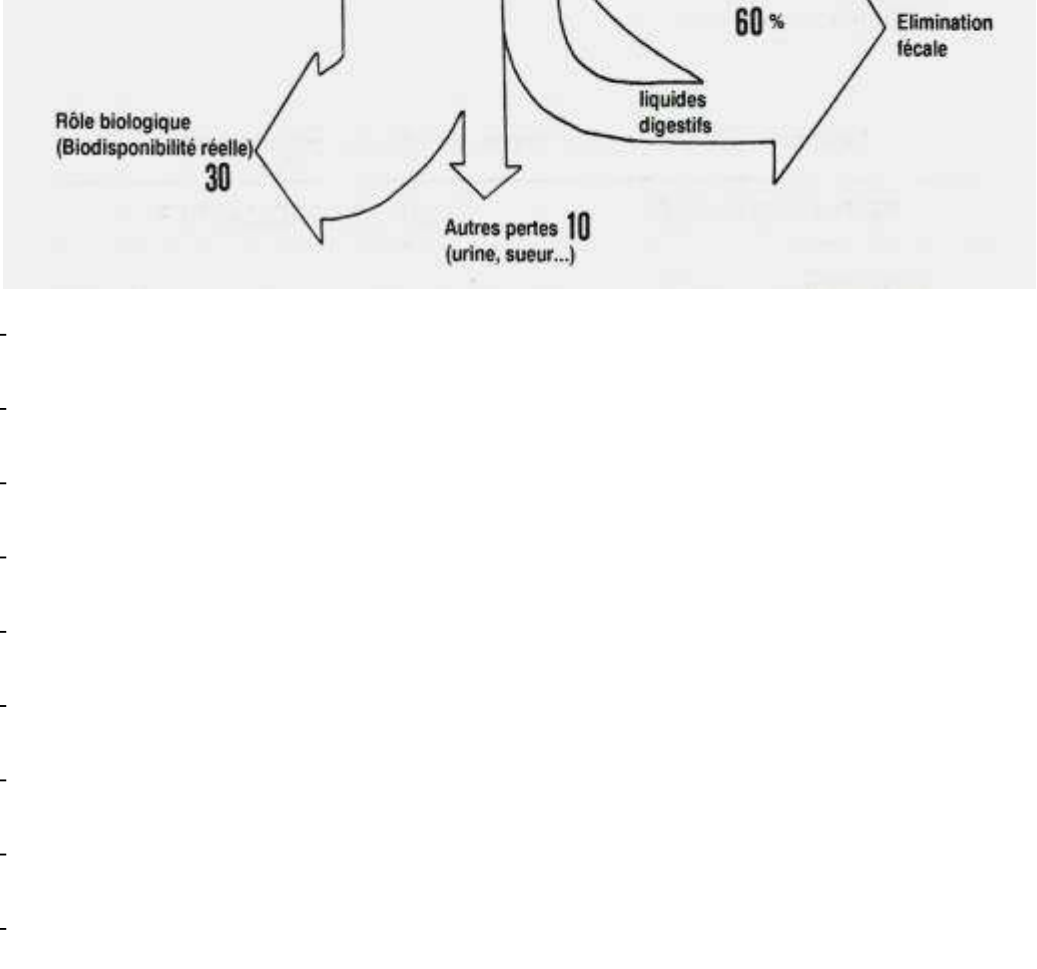 60 %
Elimination
fécale
liquides
digestifs
Rôle biologique
(Biodisponibilité réelle)
30
Autres pertes 10
(urine, sueur...)
-
-
-
-
-
-
-
-
-